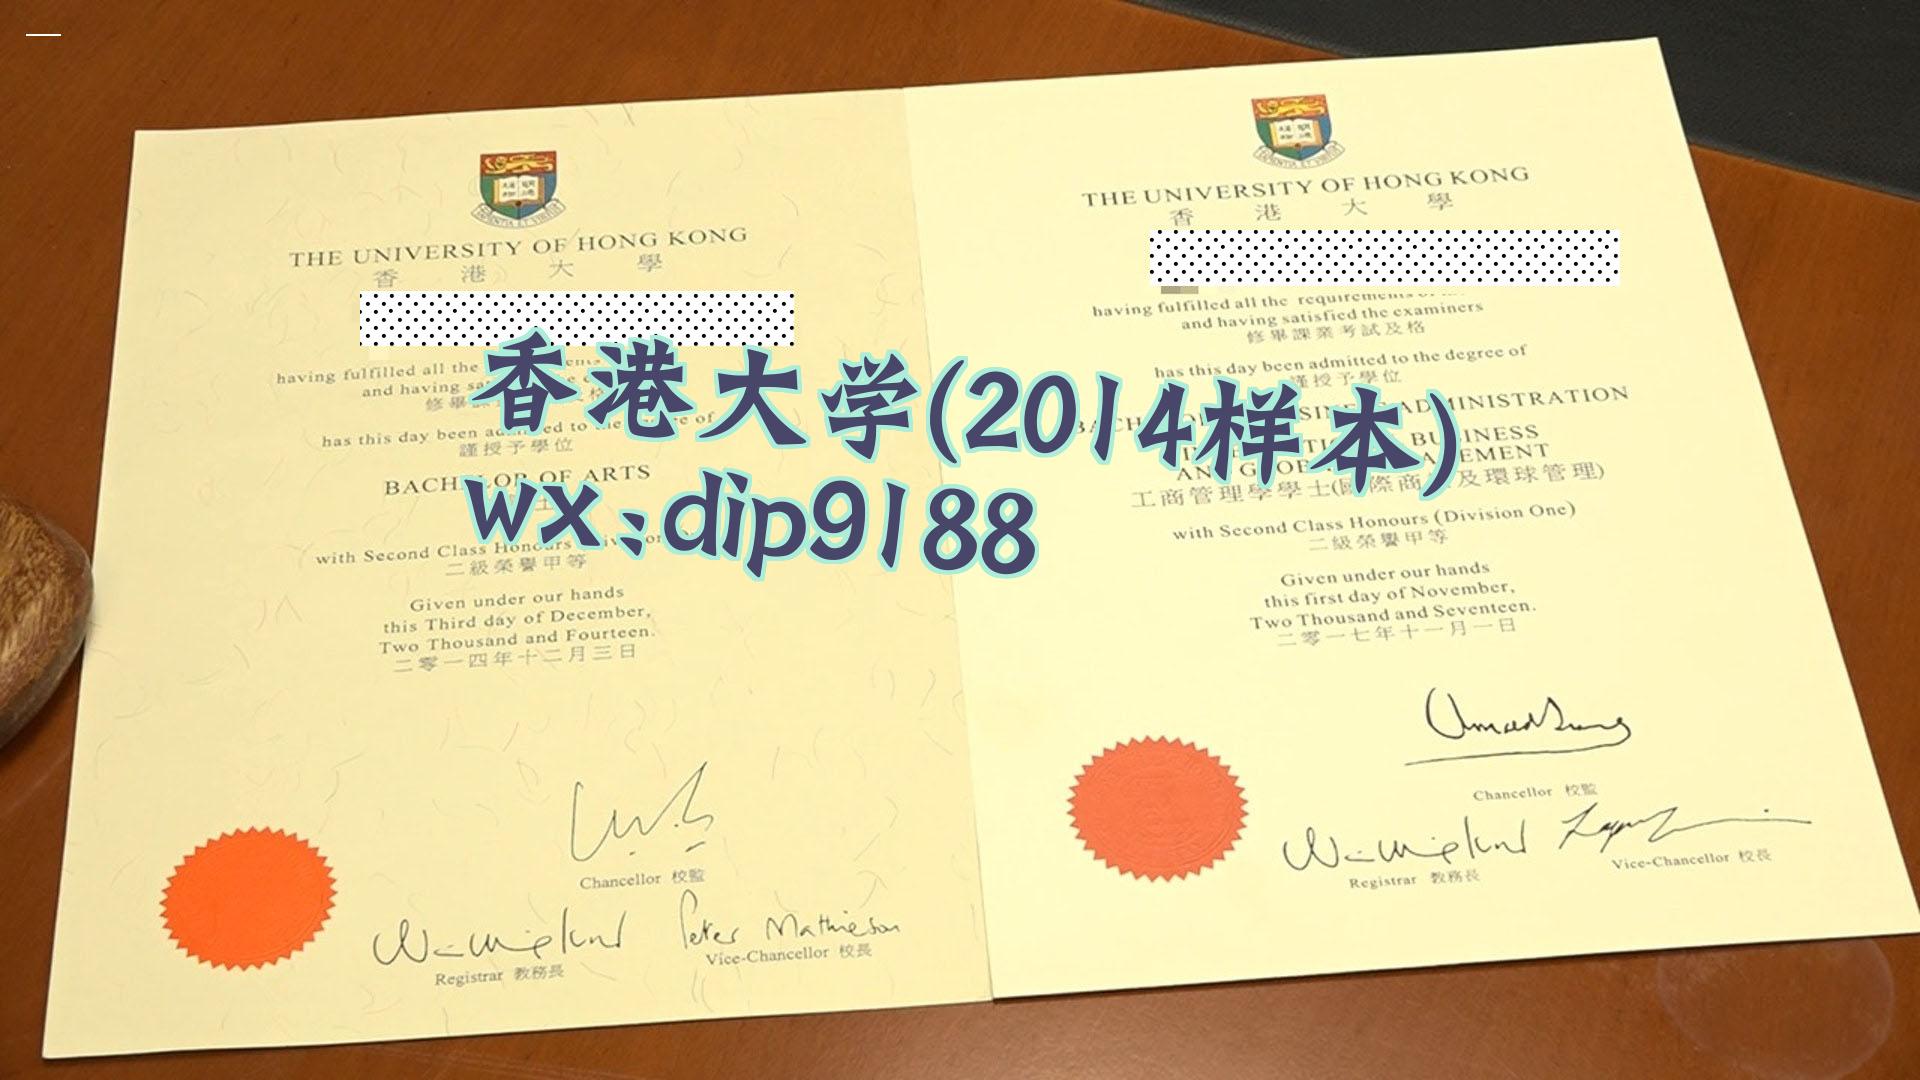 THE UNIVERSITY OF HONG KONG
香港大學
having fulfilled all the
and having
修畢
has this day been to the of
謹授予學位
BACHELOR OF ARTS
with Second Class Honours
二級榮譽甲等
Given under our hands
this Third day of December,
Two Thousand and Fourteen.
二零一四年十二月三日
Chancellor 校監
Peter Mathieson
Registrar 教務長
Vice-Chancellor 校長
THE UNIVERSITY OF HONG KONG
香港大學
having fulfilled all the requirements
and having satisfied the examiners
修畢課業考試及格
has this day been admitted to the degree of
謹授予學位
ADMINISTRATION
BUSINESS
AND
工商管理學學士(國際商 及環球管理)
with Second Class Honours (Division One)
二級榮譽甲等
Given under our hands
this first day of November,
Two Thousand and Seventeen.
二零一七年十一月一日
Chancellor 校監
Registrar 教務長
Vice-Chancellor 校長
香港大学(2014样本)
wx:dip9188